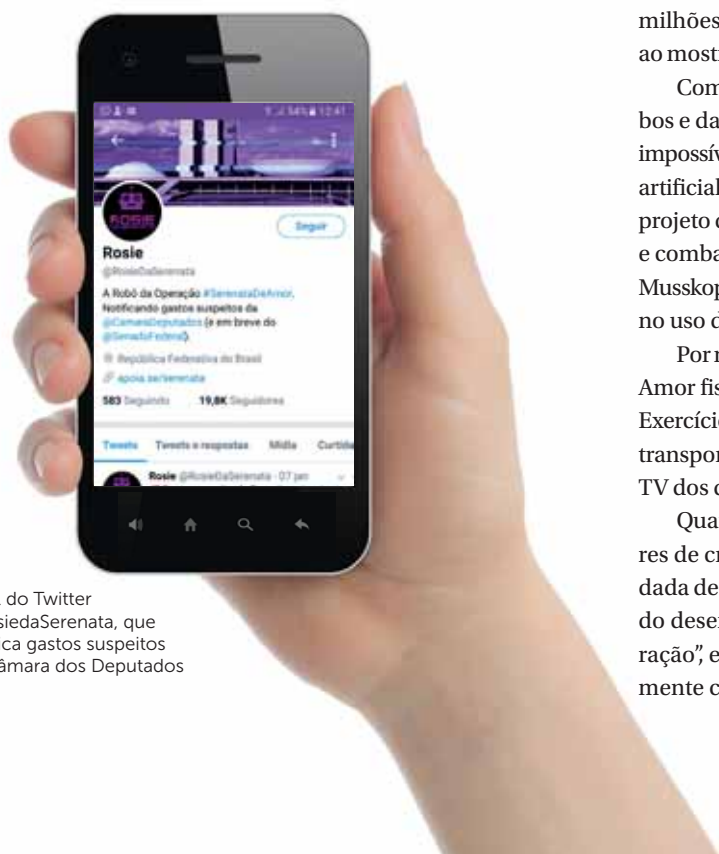 12:41
ROSIE
Seguir
Rosie
@RosieDaSerenata
A Robô da Operação #SerenataDeAmor.
Notificando gastos suspeitos da
@CamaraDeputados (e em breve do
@SenadoFederal).
República Federativa do Brasil
apoia.se/serenata
583 Seguindo 19,8K Seguidores
Tweets Tweets e respostas Mídia Curtida
Rosie @RosieDaSerenata · 07 jan
do Twitter
siedaSerenata, que
ca gastos suspeitos
âmara dos Deputados
milhões
ao mostr
Com
bos e da
impossív
artificial
projeto d
e comba
Musskop
no uso d
Por m
Amor fis
Exercíci
transpor
TV dos d
Qua
res de cr
dada de
do deser
ração”, e
mente c